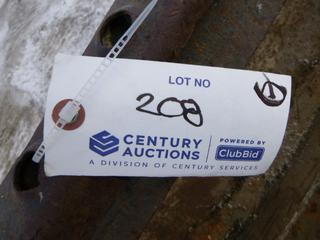 LOT NO
208
CENTURY AUCTIONS
POWERED BY
ClubBid
A DIVISION OF CENTURY SERVICES